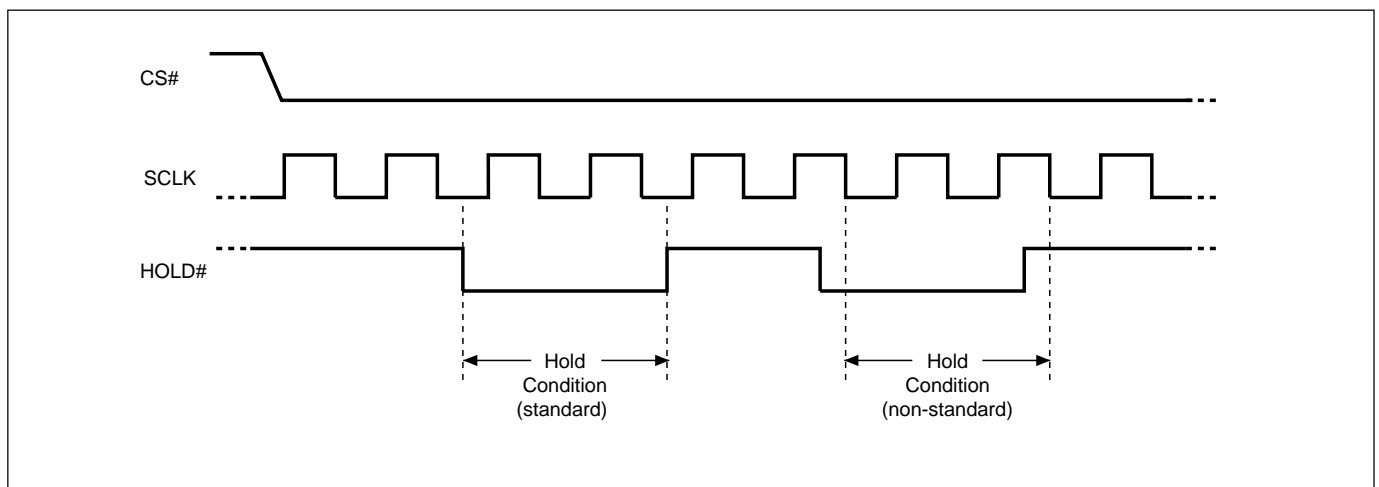 CS#
SCLK
HOLD#
Hold
Condition
(standard)
Hold
Condition
(non-standard)